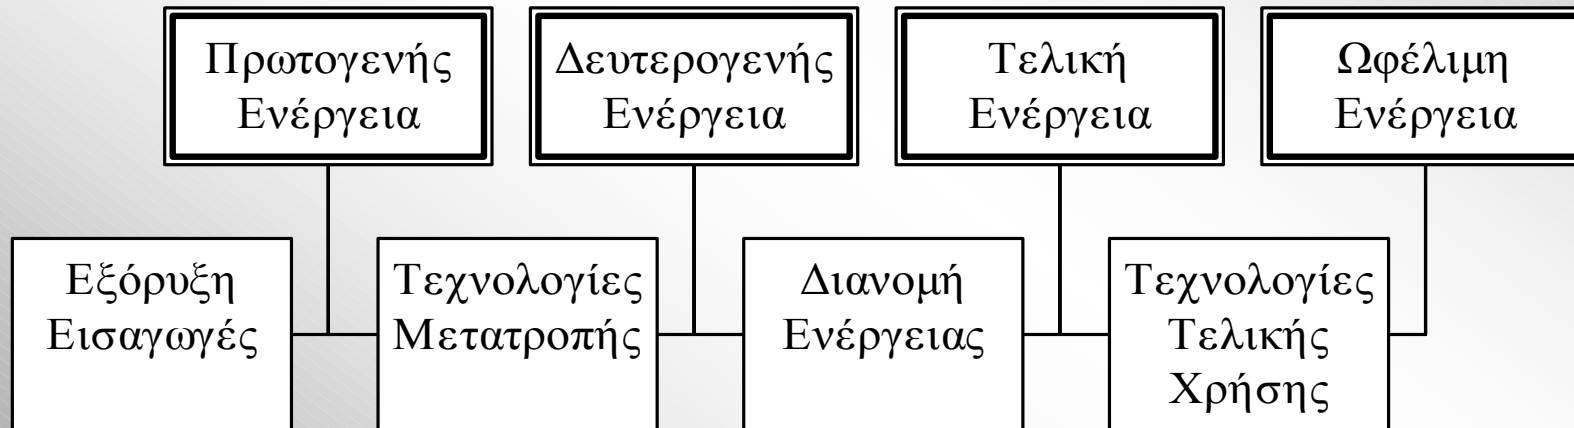 Πρωτογενής
Ενέργεια
Δευτερογενής
Ενέργεια
Τελική
Ενέργεια
Ωφέλιμη
Ενέργεια
Εξόρυξη
Εισαγωγές
Τεχνολογίες
Μετατροπής
Διανομή
Ενέργειας
Τεχνολογίες
Τελικής
Χρήσης